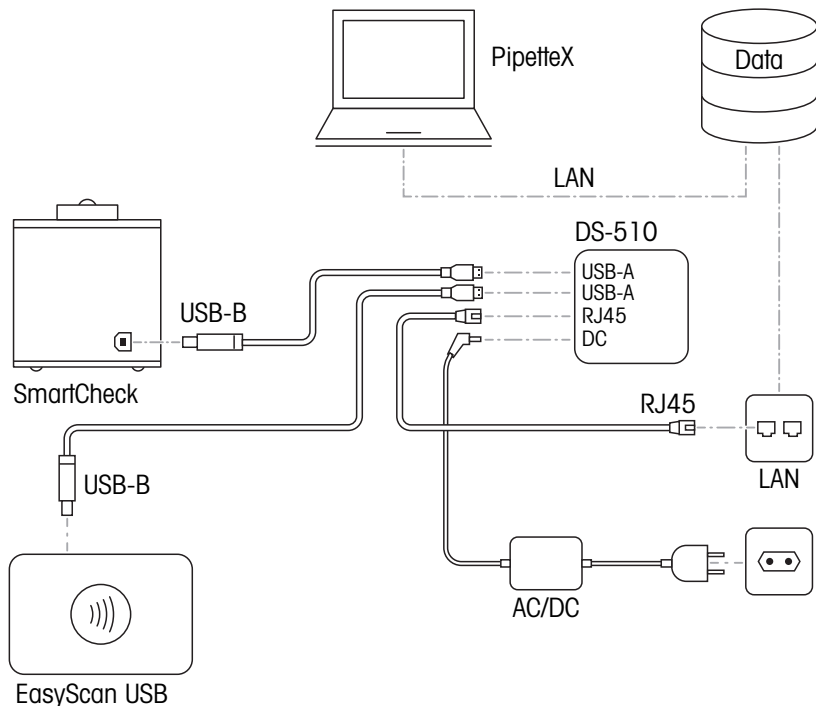 PipetteX
Data
LAN
DS-510
USB-A
USB-A
RJ45
DC
USB-B
SmartCheck
RJ45
LAN
USB-B
AC/DC
EasyScan USB